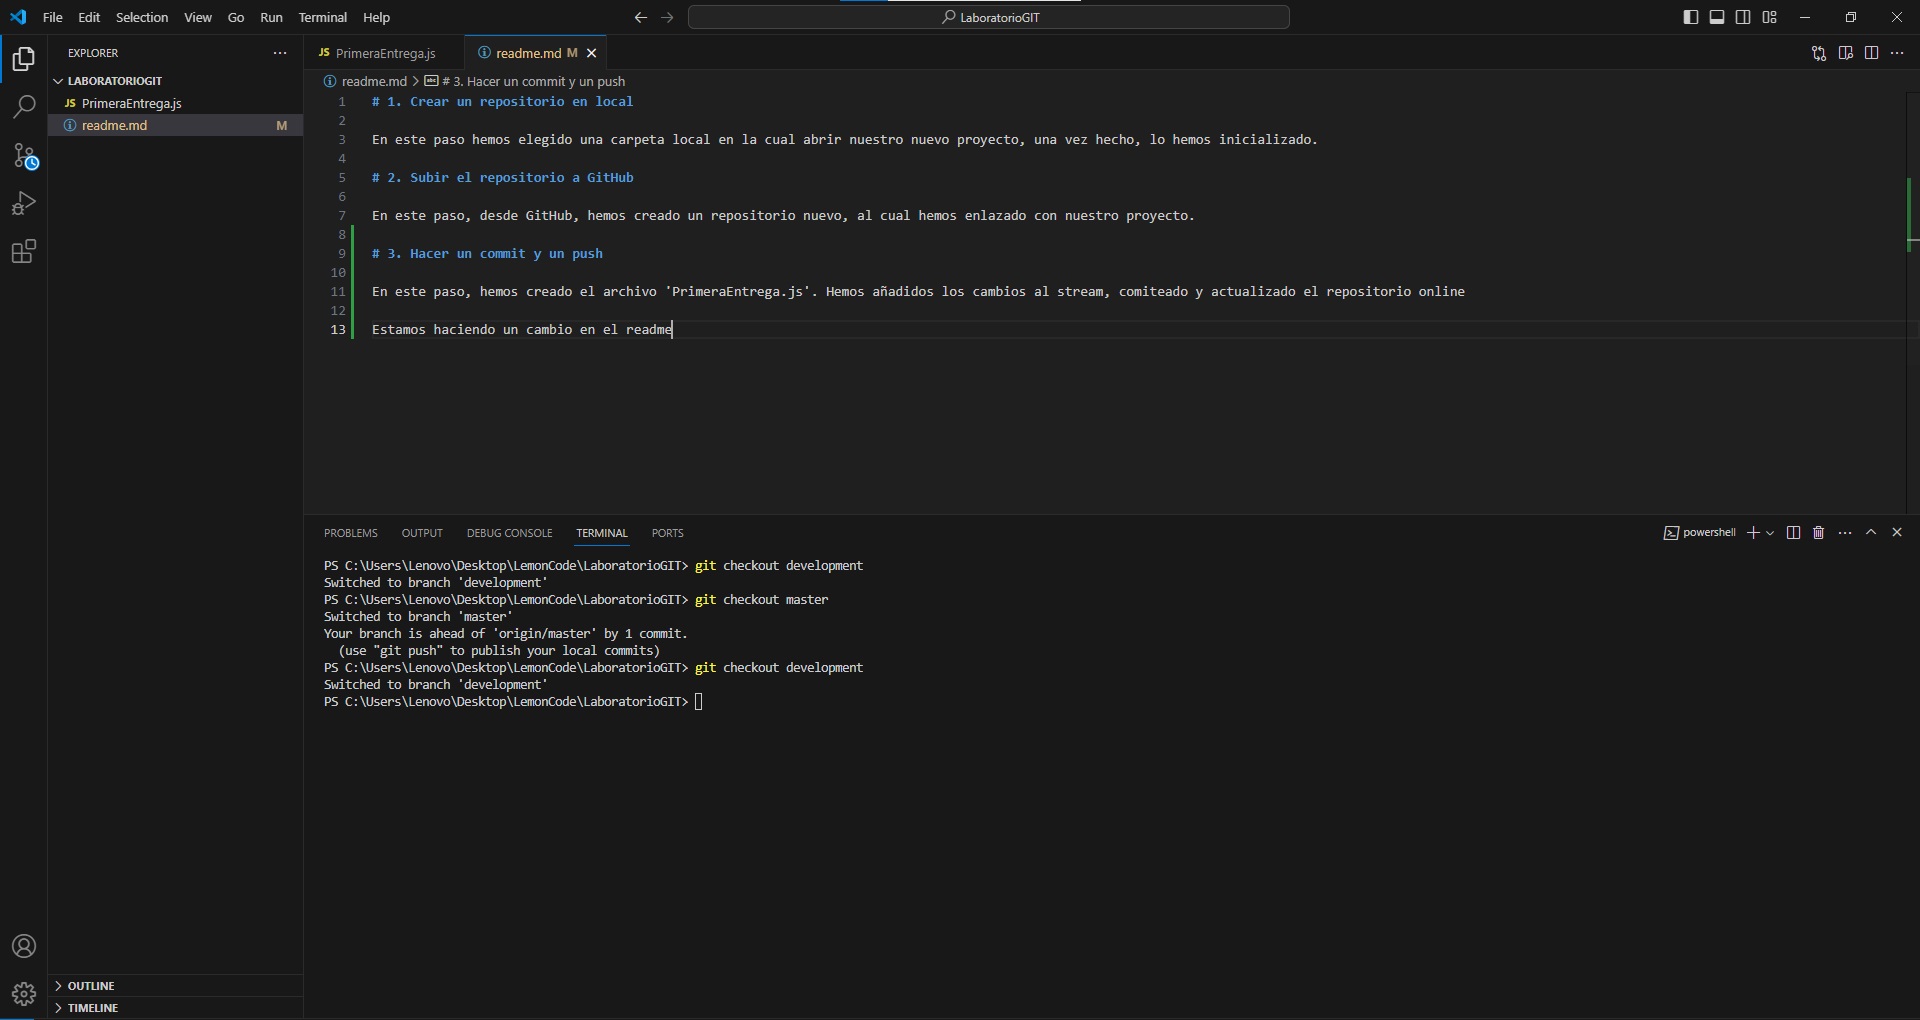 File Edit Selection View Go Run Terminal Help
LaboratorioGIT
EXPLORER
LABORATORIOGIT
JS PrimeraEntrega.js
readme.md M
OUTLINE
TIMELINE
JS PrimeraEntrega.js
readme.md M
readme.md > abc # 3. Hacer un commit y un push
1 # 1. Crear un repositorio en local
2
3 En este paso hemos elegido una carpeta local en la cual abrir nuestro nuevo proyecto, una vez hecho, lo hemos inicializado.
4
5 # 2. Subir el repositorio a GitHub
6
7 En este paso, desde GitHub, hemos creado un repositorio nuevo, al cual hemos enlazado con nuestro proyecto.
8
9 # 3. Hacer un commit y un push
10
11 En este paso, hemos creado el archivo 'PrimeraEntrega.js'. Hemos añadidos los cambios al stream, comiteado y actualizado el repositorio online
12
13 Estamos haciendo un cambio en el readme
PROBLEMS OUTPUT DEBUG CONSOLE TERMINAL PORTS
powershell
PS C:\Users\Lenovo\Desktop\LemonCode\LaboratorioGIT> git checkout development
Switched to branch 'development'
PS C:\Users\Lenovo\Desktop\LemonCode\LaboratorioGIT> git checkout master
Switched to branch 'master'
Your branch is ahead of 'origin/master' by 1 commit.
(use "git push" to publish your local commits)
PS C:\Users\Lenovo\Desktop\LemonCode\LaboratorioGIT> git checkout development
Switched to branch 'development'
PS C:\Users\Lenovo\Desktop\LemonCode\LaboratorioGIT>